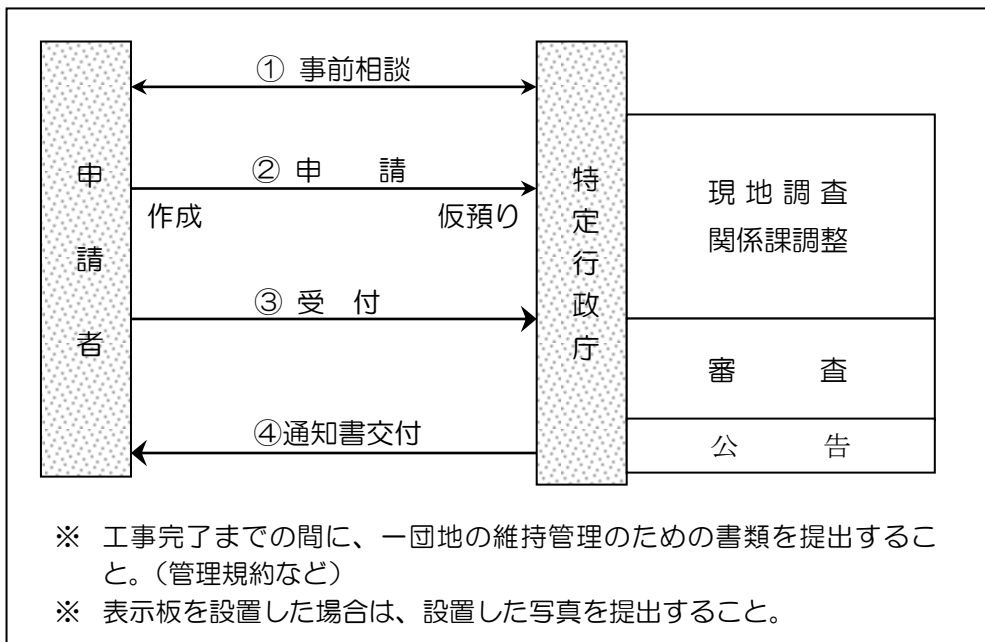 ① 事前相談
② 申　　請
作成
仮預り
③ 受　付
④通知書交付
申請者
特定行政庁
現地調査
関係課調整
審　　査
公　　告
※　工事完了までの間に、一団地の維持管理のための書類を提出するこ
と。（管理規約など）
※　表示板を設置した場合は、設置した写真を提出すること。